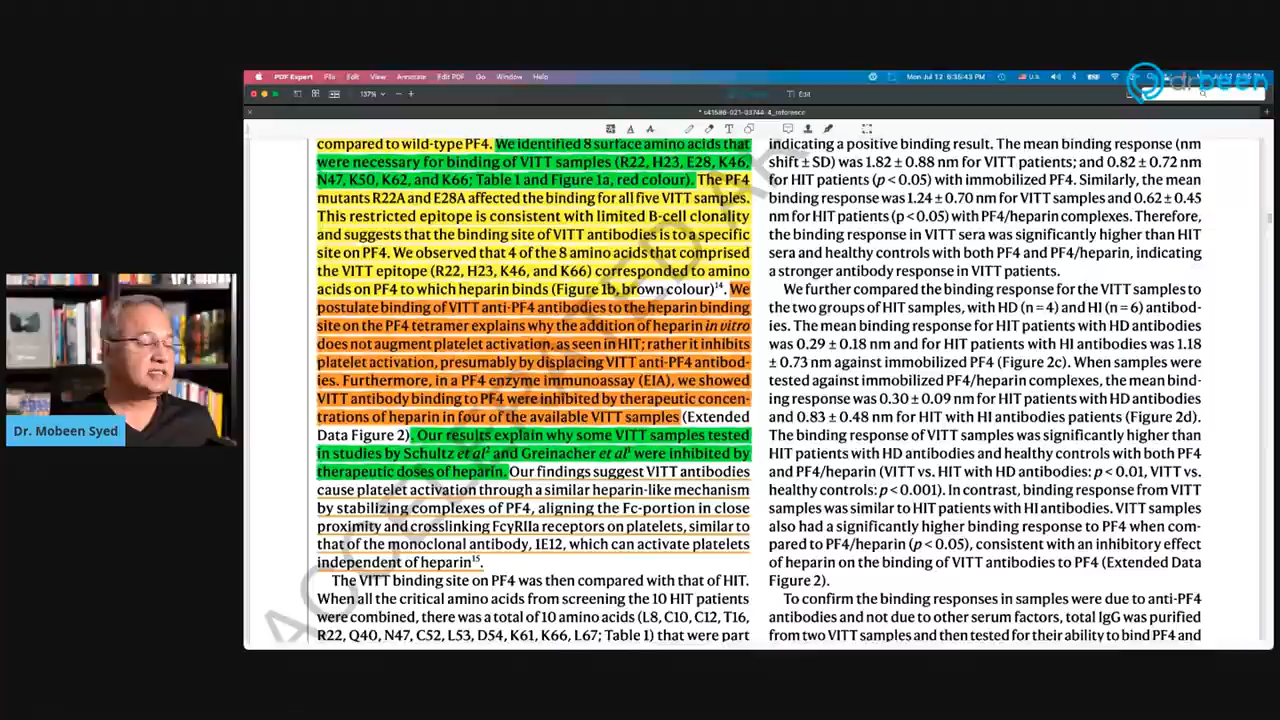 PDF Expert File Edit View Annotate Edit PDF Go Window Help
Mon Jul 12 6:35:43 PM
drbeen
137%
Edit
s41586-021-03744-4_reference
compared to wild-type PF4. We identified 8 surface amino acids that
were necessary for binding of VITT samples (R22, H23, E28, K46,
N47, K50, K62, and K66; Table 1 and Figure 1a, red colour). The PF4
mutants R22A and E28A affected the binding for all five VITT samples.
This restricted epitope is consistent with limited B-cell clonality
and suggests that the binding site of VITT antibodies is to a specific
site on PF4. We observed that 4 of the 8 amino acids that comprised
the VITT epitope (R22, H23, K46, and K66) corresponded to amino
acids on PF4 to which heparin binds (Figure 1b, brown colour)14. We
postulate binding of VITT anti-PF4 antibodies to the heparin binding
site on the PF4 tetramer explains why the addition of heparin in vitro
does not augment platelet activation, as seen in HIT; rather it inhibits
platelet activation, presumably by displacing VITT anti-PF4 antibod-
ies. Furthermore, in a PF4 enzyme immunoassay (EIA), we showed
VITT antibody binding to PF4 were inhibited by therapeutic concen-
trations of heparin in four of the available VITT samples (Extended
Data Figure 2). Our results explain why some VITT samples tested
in studies by Schultz et al2 and Greinacher et al1 were inhibited by
therapeutic doses of heparin. Our findings suggest VITT antibodies
cause platelet activation through a similar heparin-like mechanism
by stabilizing complexes of PF4, aligning the Fc-portion in close
proximity and crosslinking FcγRIIa receptors on platelets, similar to
that of the monoclonal antibody, 1E12, which can activate platelets
independent of heparin15.
The VITT binding site on PF4 was then compared with that of HIT.
When all the critical amino acids from screening the 10 HIT patients
were combined, there was a total of 10 amino acids (L8, C10, C12, T16,
R22, Q40, N47, C52, L53, D54, K61, K66, L67; Table 1) that were part
indicating a positive binding result. The mean binding response (nm
shift ± SD) was 1.82 ± 0.88 nm for VITT patients; and 0.82 ± 0.72 nm
for HIT patients (p < 0.05) with immobilized PF4. Similarly, the mean
binding response was 1.24 ± 0.70 nm for VITT samples and 0.62 ± 0.45
nm for HIT patients (p < 0.05) with PF4/heparin complexes. Therefore,
the binding response in VITT sera was significantly higher than HIT
sera and healthy controls with both PF4 and PF4/heparin, indicating
a stronger antibody response in VITT patients.
We further compared the binding response for the VITT samples to
the two groups of HIT samples, with HD (n = 4) and HI (n = 6) antibod-
ies. The mean binding response for HIT patients with HD antibodies
was 0.29 ± 0.18 nm and for HIT patients with HI antibodies was 1.18
± 0.73 nm against immobilized PF4 (Figure 2c). When samples were
tested against immobilized PF4/heparin complexes, the mean bind-
ing response was 0.30 ± 0.09 nm for HIT patients with HD antibodies
and 0.83 ± 0.48 nm for HIT with HI antibodies patients (Figure 2d).
The binding response of VITT samples was significantly higher than
HIT patients with HD antibodies and healthy controls with both PF4
and PF4/heparin (VITT vs. HIT with HD antibodies: p < 0.01, VITT vs.
healthy controls: p < 0.001). In contrast, binding response from VITT
samples was similar to HIT patients with HI antibodies. VITT samples
also had a significantly higher binding response to PF4 when com-
pared to PF4/heparin (p < 0.05), consistent with an inhibitory effect
of heparin on the binding of VITT antibodies to PF4 (Extended Data
Figure 2).
To confirm the binding responses in samples were due to anti-PF4
antibodies and not due to other serum factors, total IgG was purified
from two VITT samples and then tested for their ability to bind PF4 and
Dr. Mobeen Syed